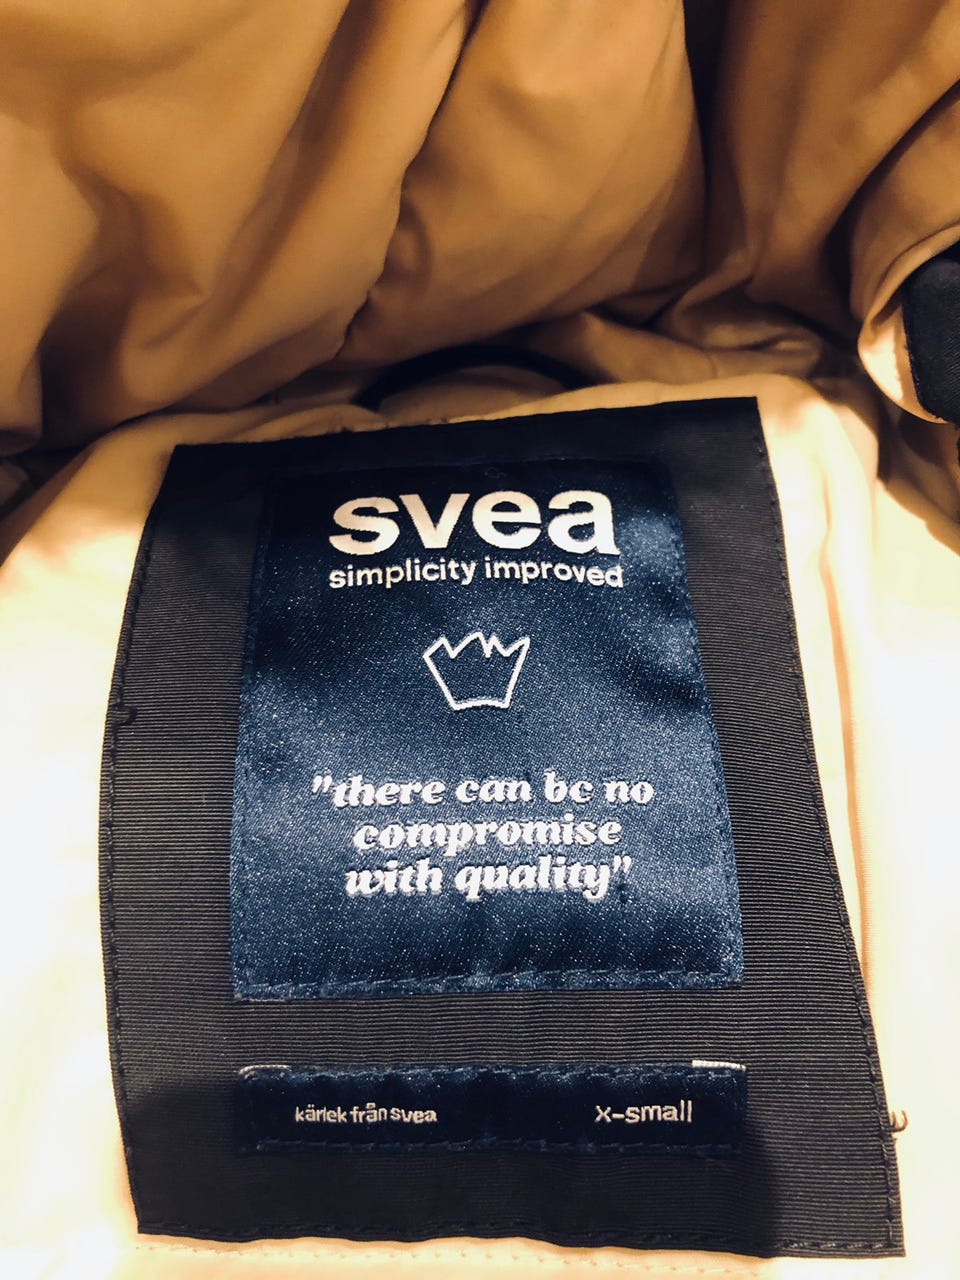 svea
simplicity improved
"there can be no
compromise
with quality"
kärlek från svea
x-small